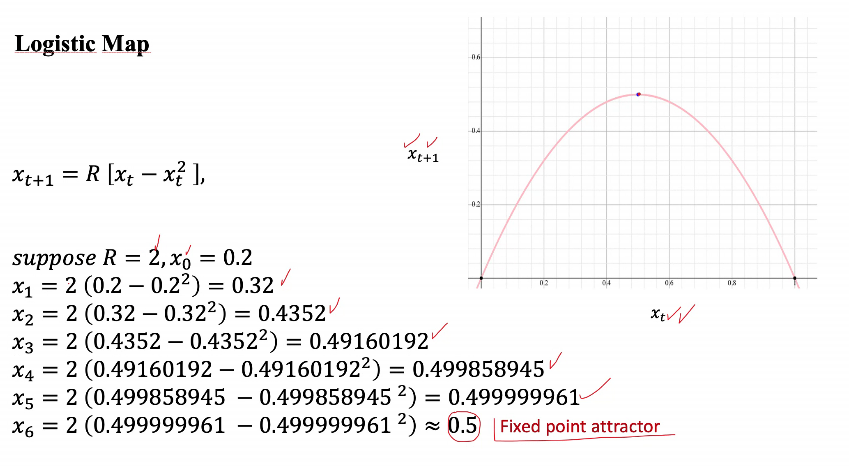 Logistic Map
x_{t+1} = R [x_t − x_t^2 ],
suppose R = 2, x_0 = 0.2
x_1 = 2 (0.2 − 0.2^2) = 0.32
x_2 = 2 (0.32 − 0.32^2) = 0.4352
x_3 = 2 (0.4352 − 0.4352^2) = 0.49160192
x_4 = 2 (0.49160192 − 0.49160192^2) = 0.499858945
x_5 = 2 (0.499858945 − 0.499858945 ^2) = 0.499999961
x_6 = 2 (0.499999961 − 0.499999961 ^2) ≈ 0.5 Fixed point attractor
x_{t+1}
0.6
0.4
0.2
0.2 0.4 0.6 0.8 1
x_t